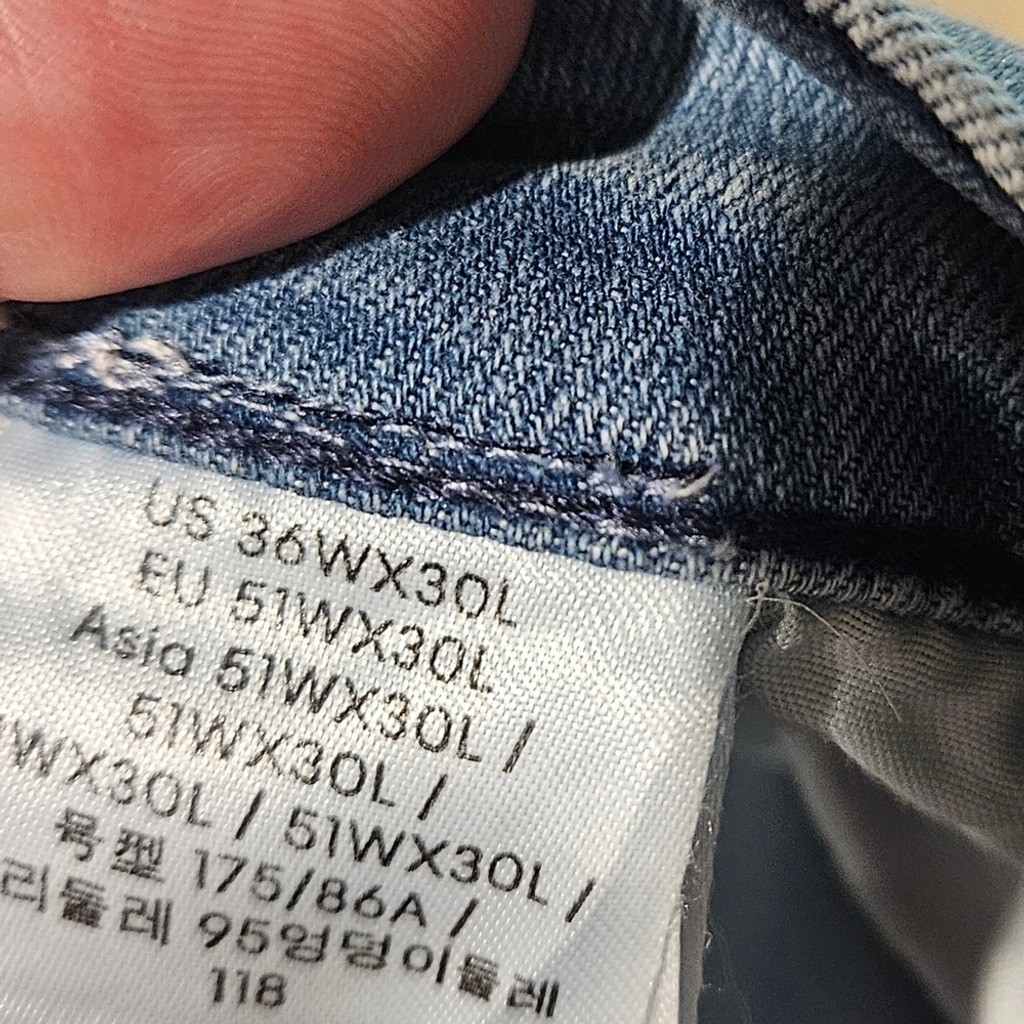 US 36WX30L
EU 51WX30L
Asia 51WX30L /
51WX30L /
WX30L / 51WX30L /
号型 175/86A /
리둘레 95엉덩이둘레
118